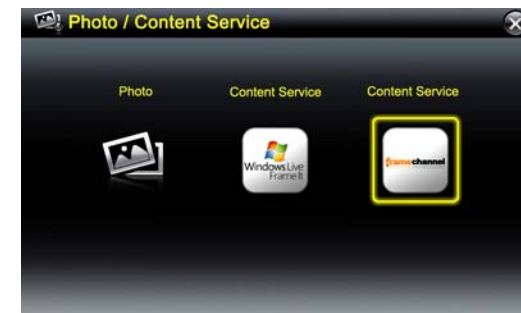 Photo / Content Service
Photo
Content Service
Content Service
Windows Live
Frame It
framechannel